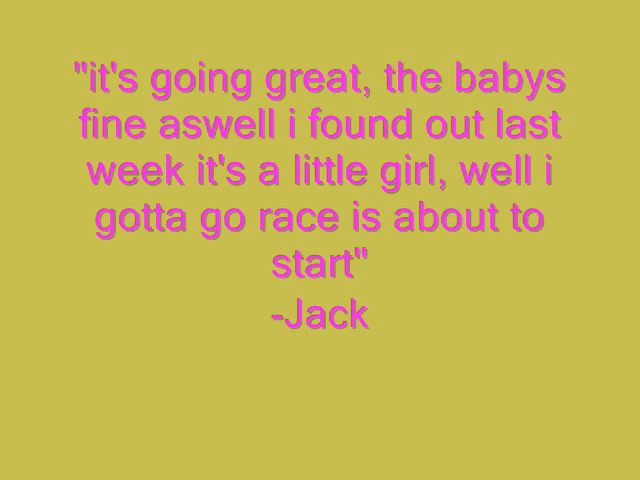 "it's going great, the babys
fine aswell i found out last
week it's a little girl, well i
gotta go race is about to
start"
-Jack